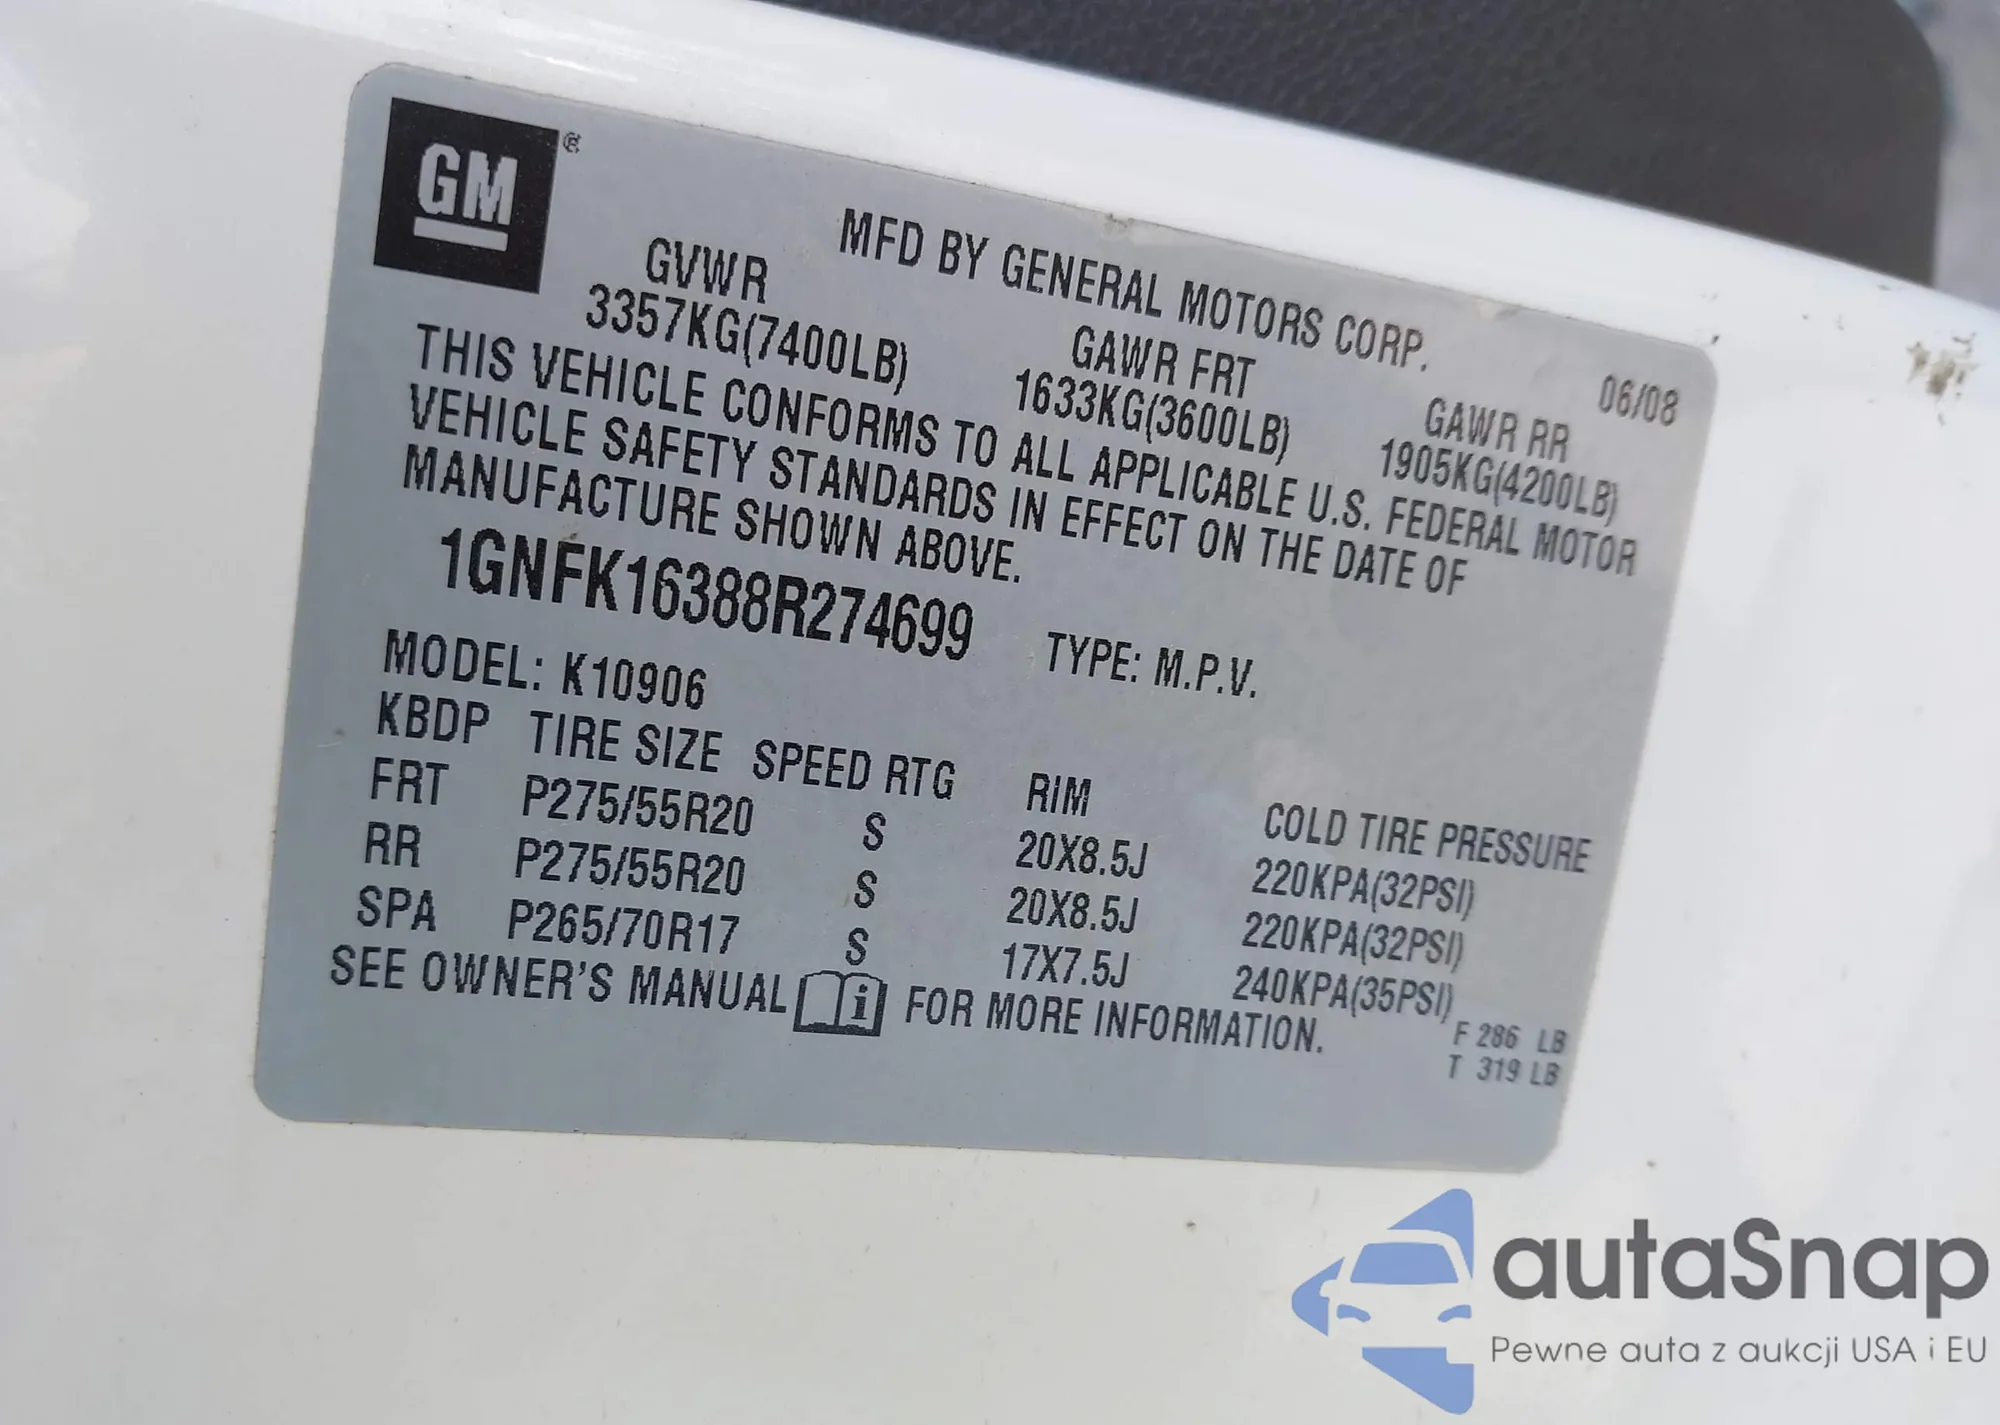 GM ®
MFD BY GENERAL MOTORS CORP. 06/08
GVWR GAWR FRT GAWR RR
3357KG(7400LB) 1633KG(3600LB) 1905KG(4200LB)
THIS VEHICLE CONFORMS TO ALL APPLICABLE U.S. FEDERAL MOTOR
VEHICLE SAFETY STANDARDS IN EFFECT ON THE DATE OF
MANUFACTURE SHOWN ABOVE.
1GNFK16388R274699 TYPE: M.P.V.
MODEL: K10906
KBDP TIRE SIZE SPEED RTG RIM COLD TIRE PRESSURE
FRT P275/55R20 S 20X8.5J 220KPA(32PSI)
RR P275/55R20 S 20X8.5J 220KPA(32PSI)
SPA P265/70R17 S 17X7.5J 240KPA(35PSI)
SEE OWNER'S MANUAL i FOR MORE INFORMATION.
F 286 LB
T 319 LB
autaSnap
Pewne auta z aukcji USA i EU